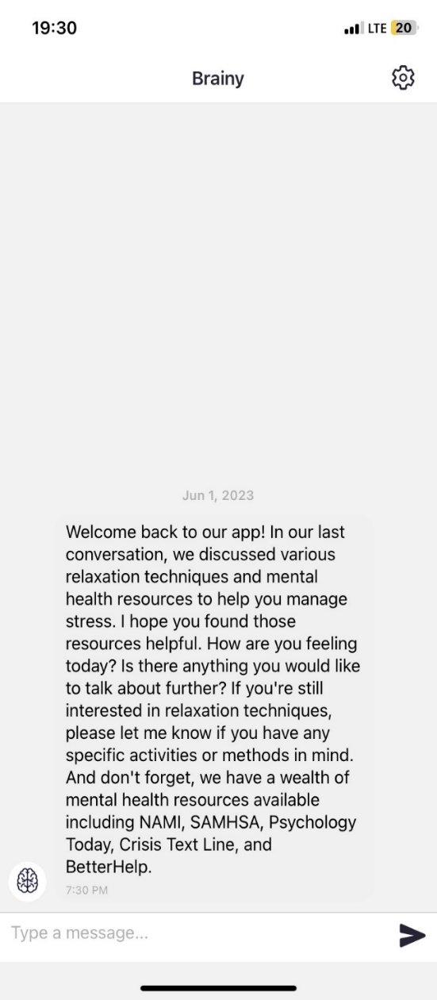 19:30
LTE 20
Brainy
Jun 1, 2023
Welcome back to our app! In our last
conversation, we discussed various
relaxation techniques and mental
health resources to help you manage
stress. I hope you found those
resources helpful. How are you feeling
today? Is there anything you would like
to talk about further? If you're still
interested in relaxation techniques,
please let me know if you have any
specific activities or methods in mind.
And don't forget, we have a wealth of
mental health resources available
including NAMI, SAMHSA, Psychology
Today, Crisis Text Line, and
BetterHelp.
7:30 PM
Type a message...